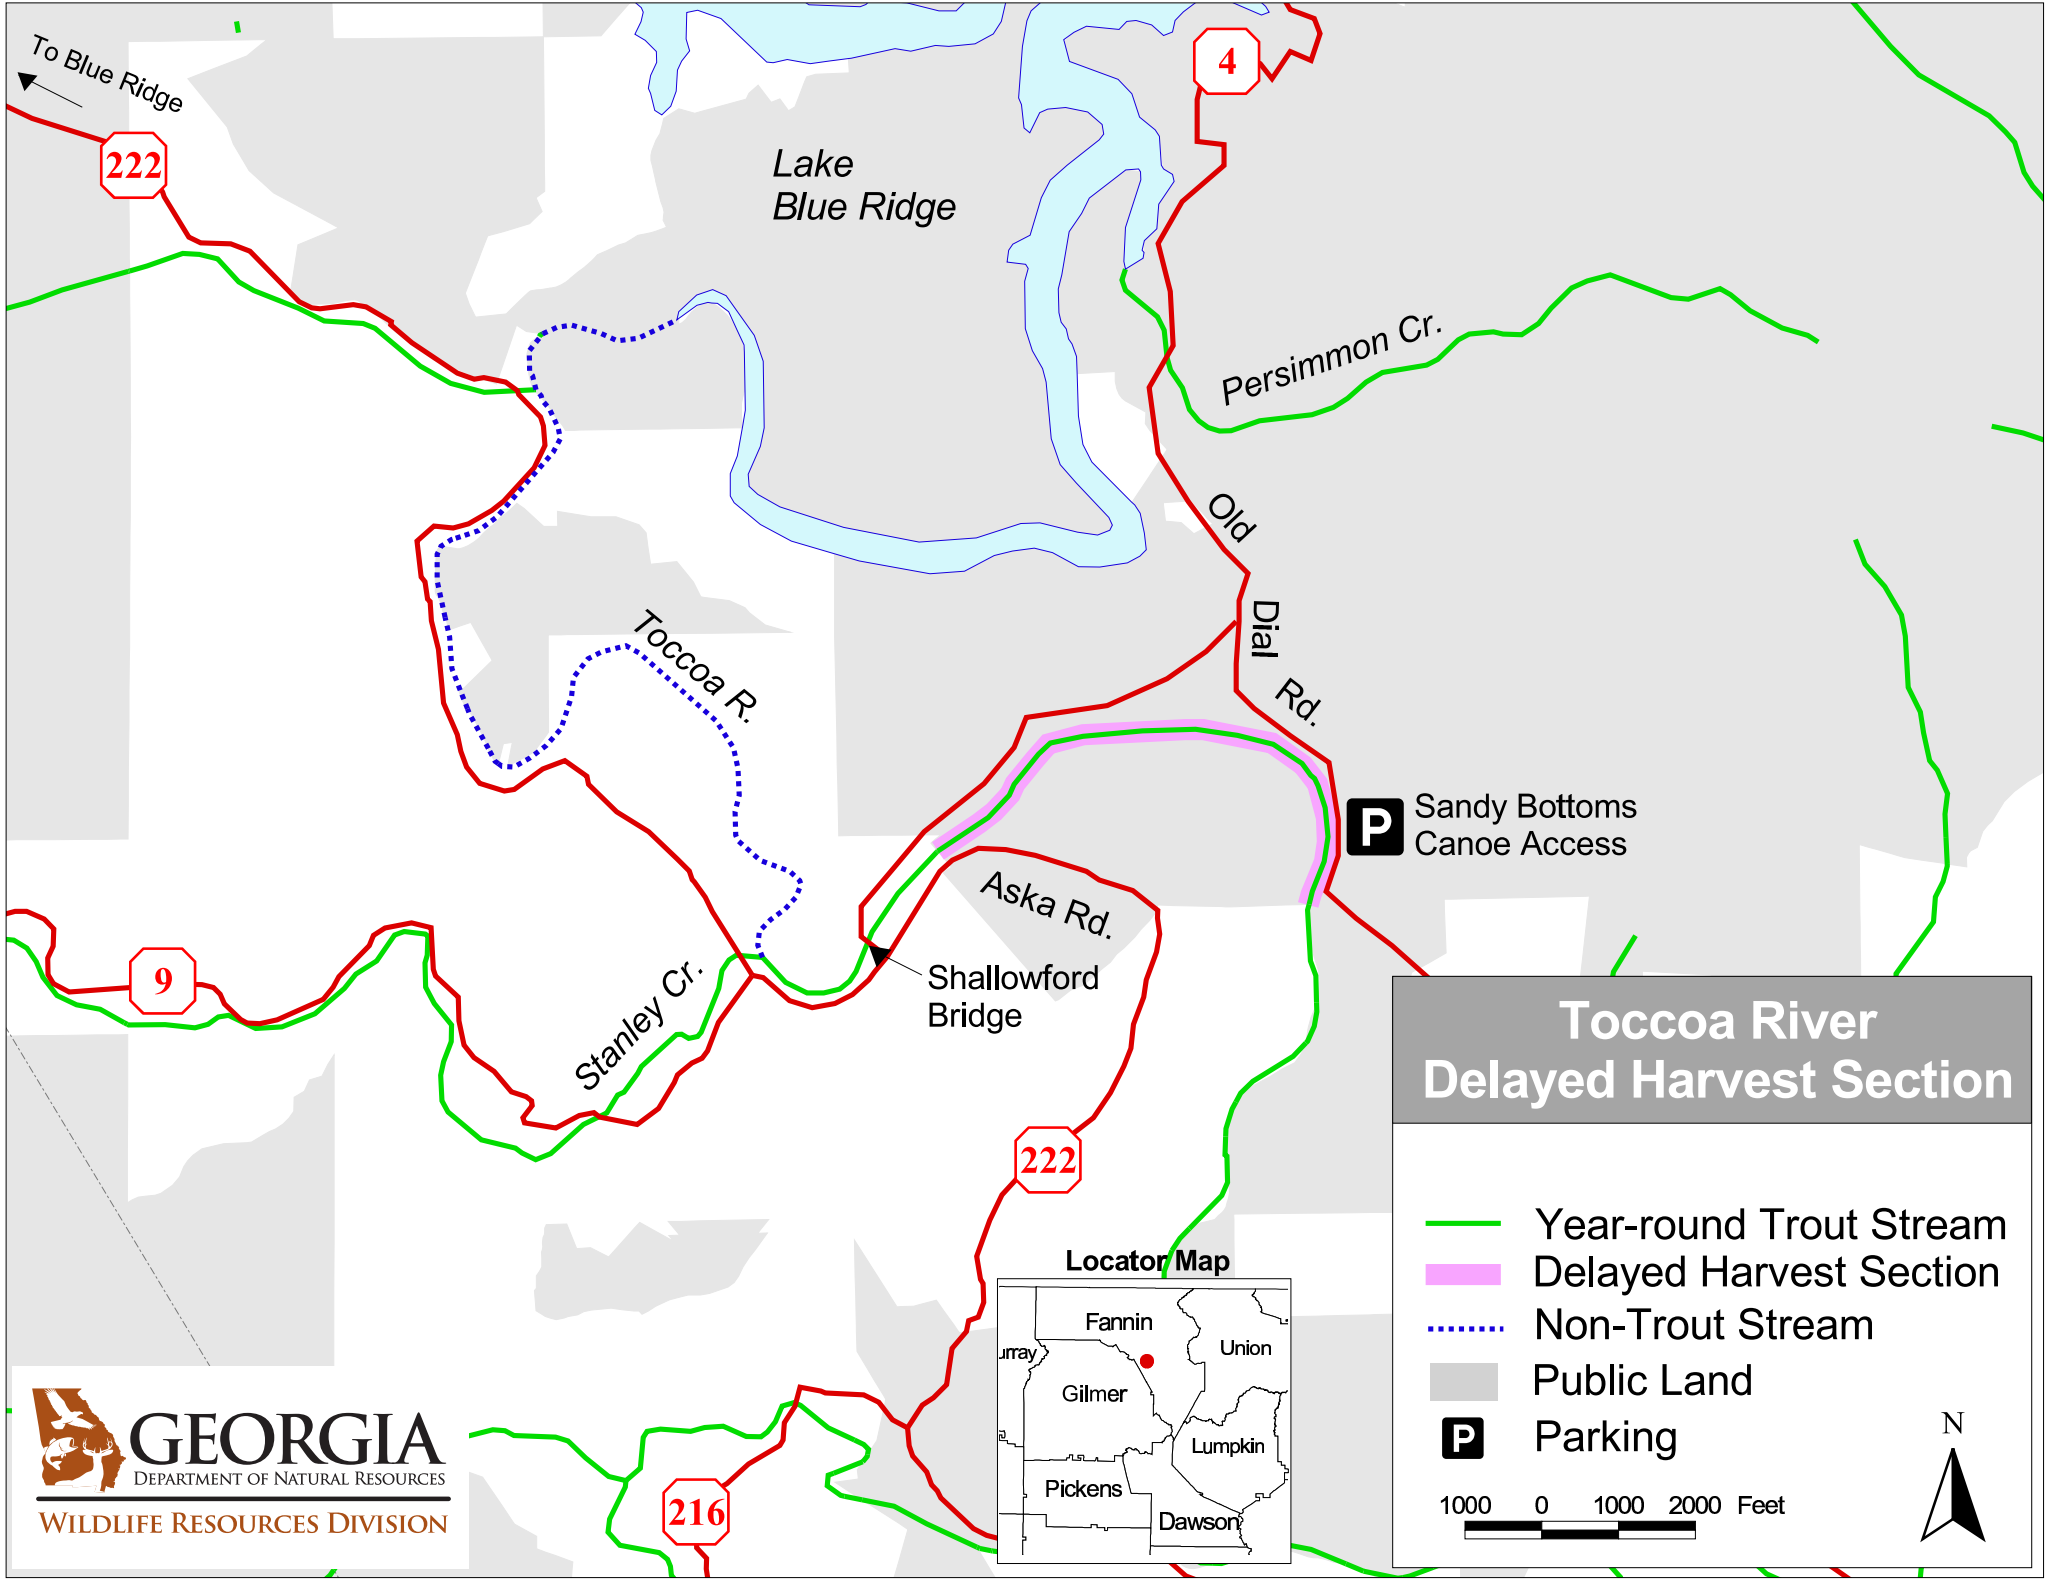 To Blue Ridge
4
222
Lake
Blue Ridge
Persimmon Cr.
Old
Dial
Rd.
Toccoa R.
Sandy Bottoms
Canoe Access
Aska Rd.
Shallowford
Bridge
9
Stanley Cr.
222
216
Toccoa River
Delayed Harvest Section
Year-round Trout Stream
Delayed Harvest Section
Non-Trout Stream
Public Land
P Parking
P
1000 0 1000 2000 Feet
N
Locator Map
Fannin
Union
urray
Gilmer
Lumpkin
Pickens
Dawson
GEORGIA
DEPARTMENT OF NATURAL RESOURCES
WILDLIFE RESOURCES DIVISION